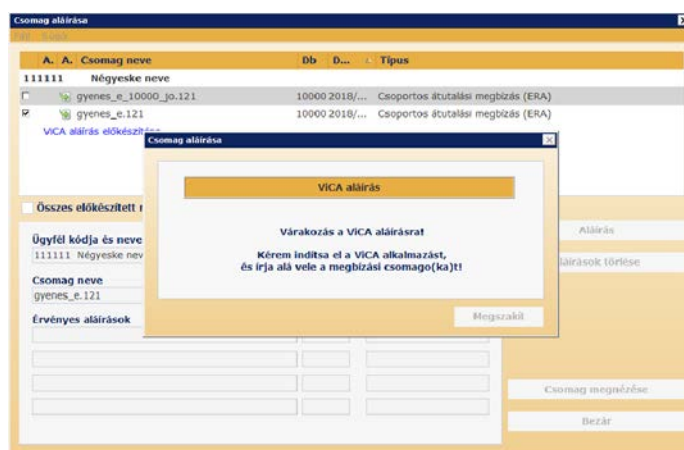 Csomag aláírása
A. A. Csomag neve Db D... Típus
111111 Négyeske neve
gyenes_e_10000_jo.121 10000 2018/... Csoportos átutalási megbízás (ERA)
gyenes_e.121 10000 2018/... Csoportos átutalási megbízás (ERA)
ViCA aláírás előkészítése
Csomag aláírása
ViCA aláírás
Várakozás a ViCA aláírásra!
Kérem indítsa el a ViCA alkalmazást,
és írja alá vele a megbízási csomago(ka)t!
Megszakít
Összes előkészített
Ügyfél kódja és neve
111111 Négyeske nev
Csomag neve
gyenes_e.121
Érvényes aláírások
Aláírás
láírások törlése
Csomag megnézése
Bezár